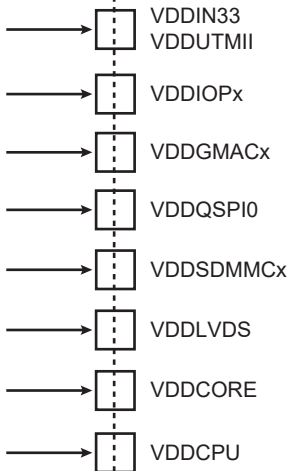 VDDIN33
VDDUTMII
VDDIOPx
VDDGMACx
VDDQSPI0
VDDSDMMCx
VDDLVDS
VDDCORE
VDDCPU